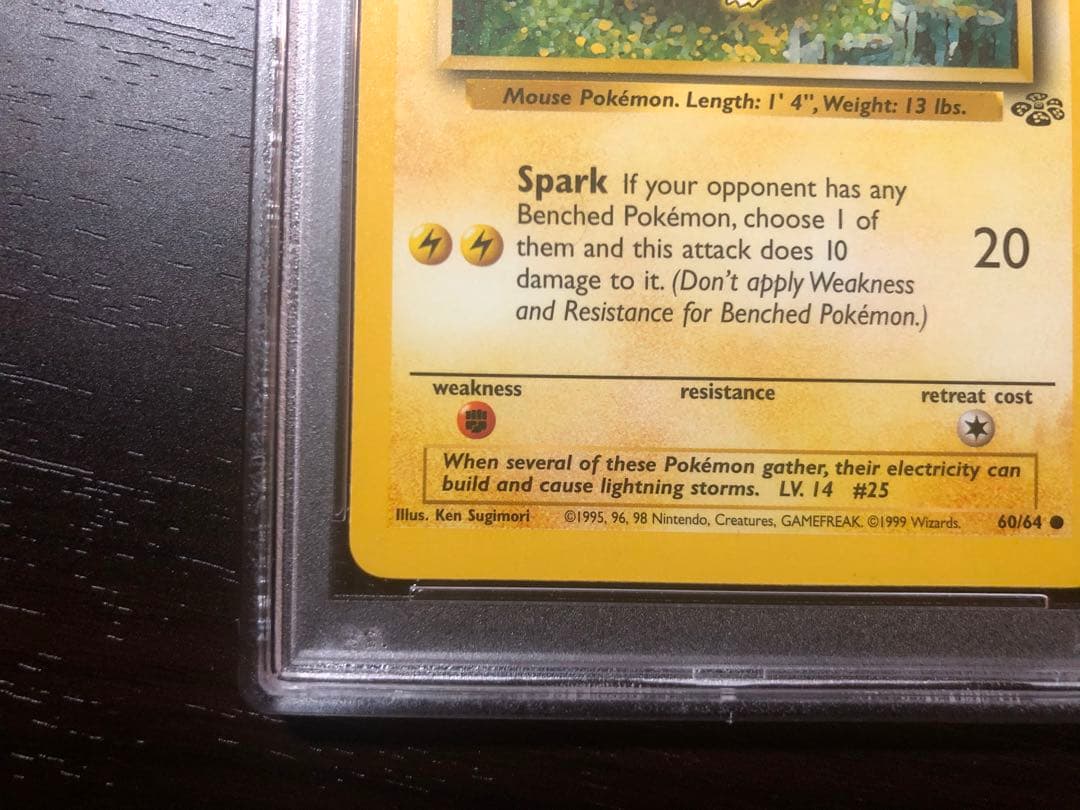 Mouse Pokémon. Length: 1' 4", Weight: 13 lbs.
Spark If your opponent has any
Benched Pokémon, choose 1 of
them and this attack does 10
damage to it. (Don't apply Weakness
and Resistance for Benched Pokémon.)
20
weakness resistance retreat cost
When several of these Pokémon gather, their electricity can
build and cause lightning storms. LV. 14 #25
Illus. Ken Sugimori ©1995, 96, 98 Nintendo, Creatures, GAMEFREAK. ©1999 Wizards. 60/64